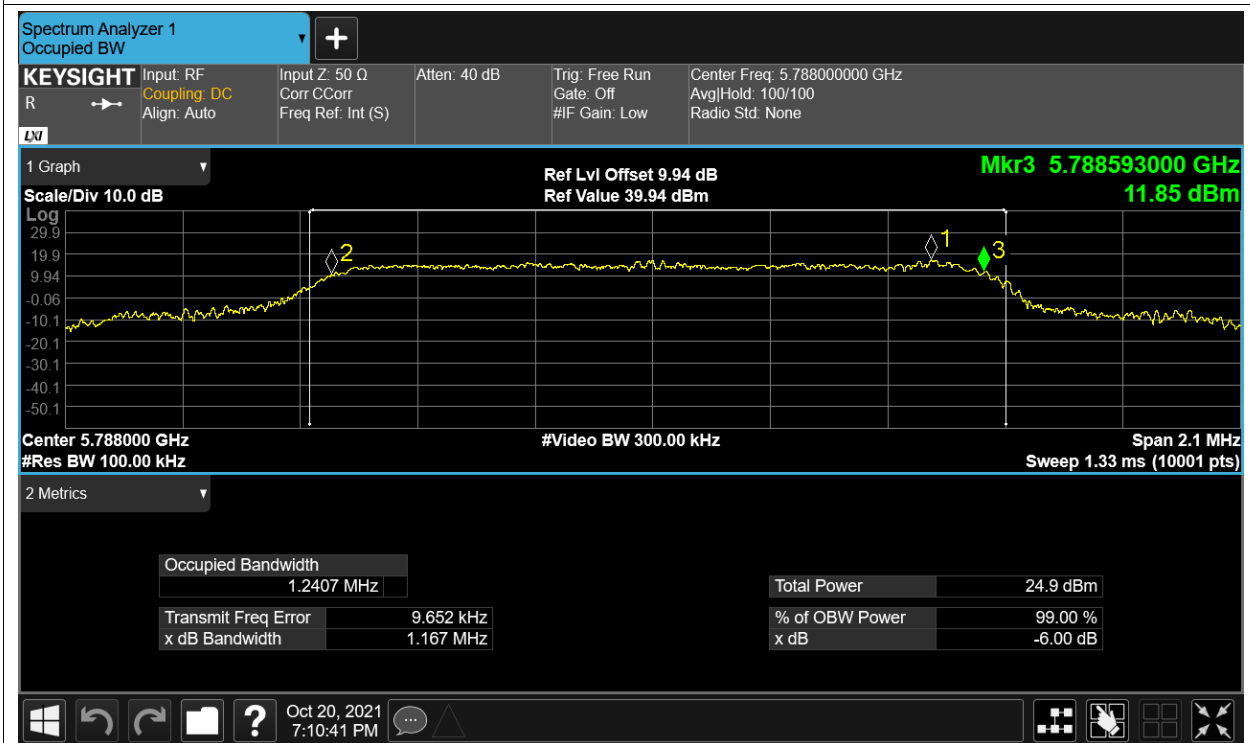 Spectrum Analyzer 1
Occupied BW
▼
+
KEYSIGHT Input: RF Input Z: 50 Ω Atten: 40 dB Trig: Free Run Center Freq: 5.788000000 GHz
R Coupling: DC Corr CCorr Gate: Off Avg|Hold: 100/100
Align: Auto Freq Ref: Int (S) #IF Gain: Low Radio Std: None
LXI
1 Graph ▼ Ref Lvl Offset 9.94 dB Mkr3 5.788593000 GHz
Scale/Div 10.0 dB Ref Value 39.94 dBm 11.85 dBm
Log
29.9
19.9
9.94
-0.06
-10.1
-20.1
-30.1
-40.1
-50.1
2
1
3
Center 5.788000 GHz #Video BW 300.00 kHz Span 2.1 MHz
#Res BW 100.00 kHz Sweep 1.33 ms (10001 pts)
2 Metrics ▼
Occupied Bandwidth
1.2407 MHz Total Power 24.9 dBm
Transmit Freq Error 9.652 kHz % of OBW Power 99.00 %
x dB Bandwidth 1.167 MHz x dB -6.00 dB
? Oct 20, 2021
7:10:41 PM